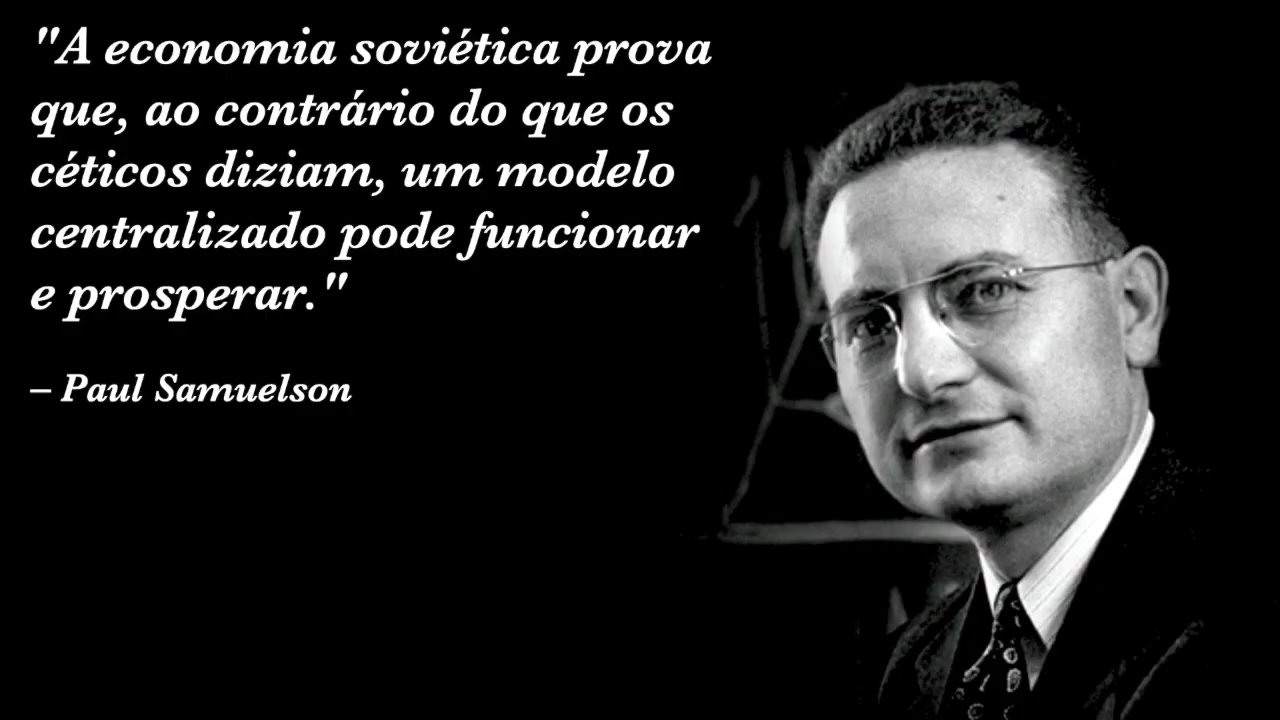 "A economia soviética prova
que, ao contrário do que os
céticos diziam, um modelo
centralizado pode funcionar
e prosperar."
– Paul Samuelson